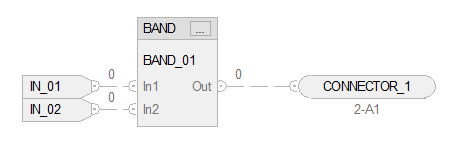 BAND ...
BAND_01
0
IN_01
In1
Out
0
CONNECTOR_1
0
IN_02
In2
2-A1